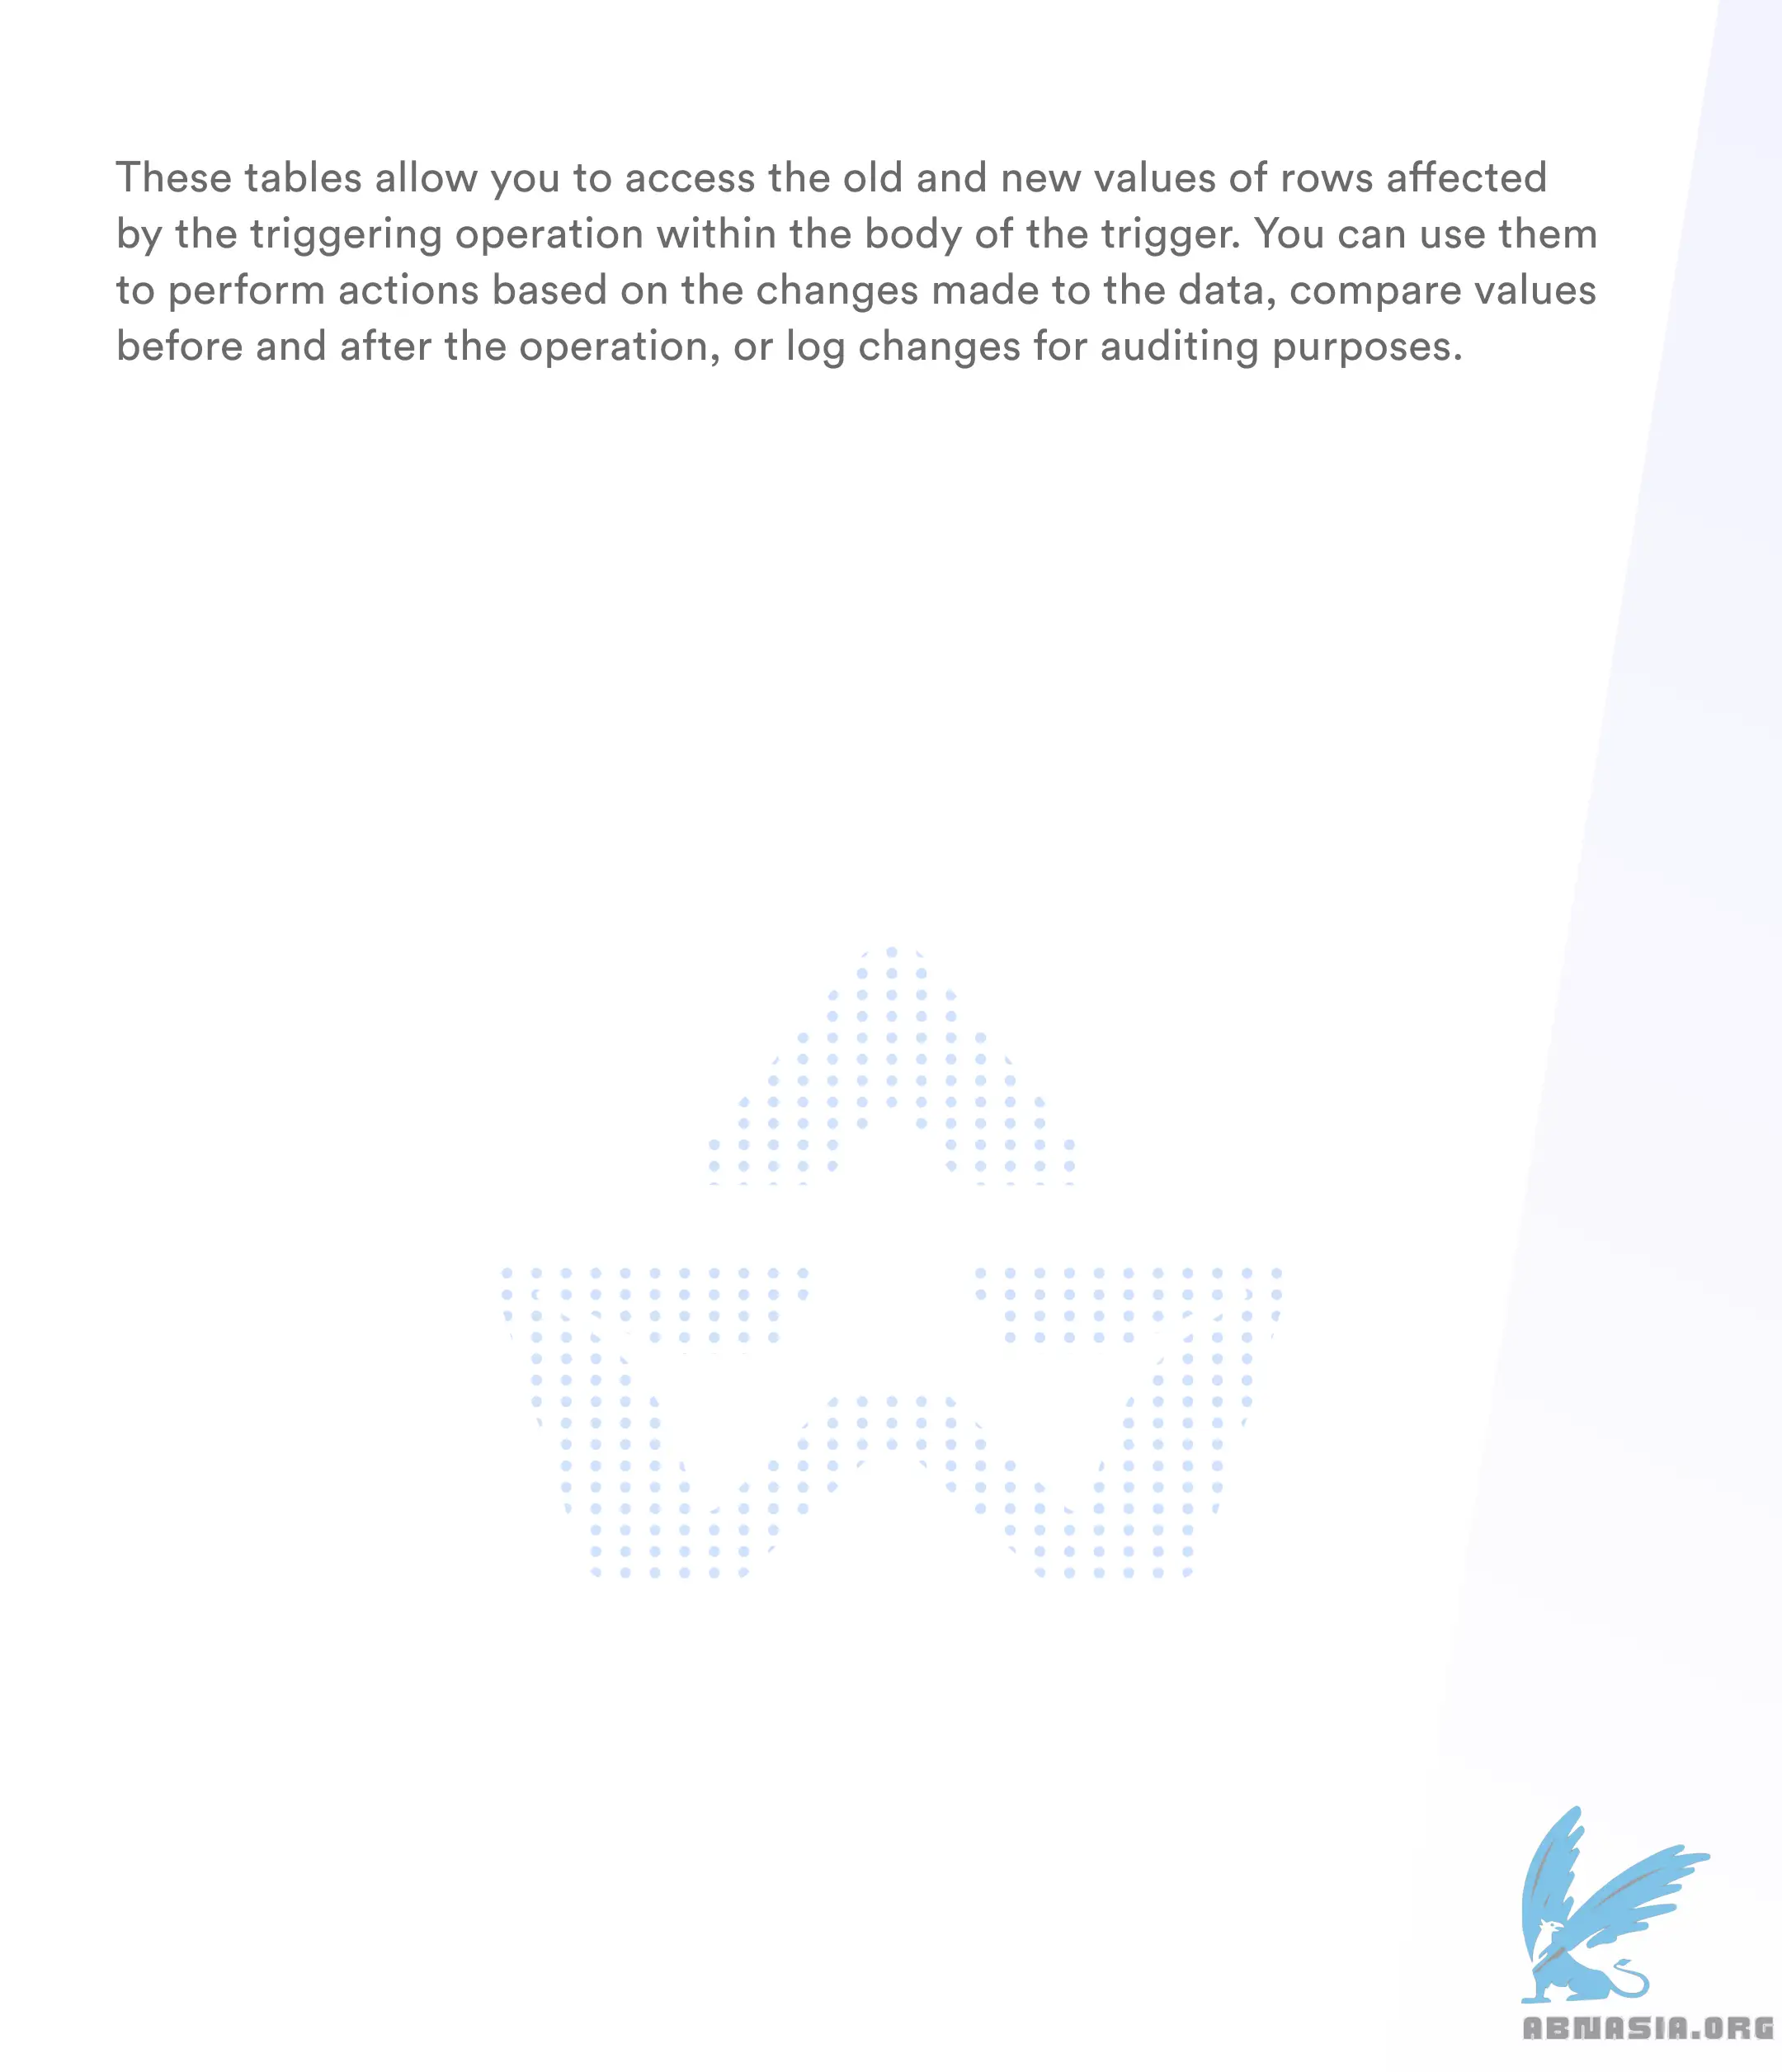 These tables allow you to access the old and new values of rows affected
by the triggering operation within the body of the trigger. You can use them
to perform actions based on the changes made to the data, compare values
before and after the operation, or log changes for auditing purposes.
ABNASIA.ORG